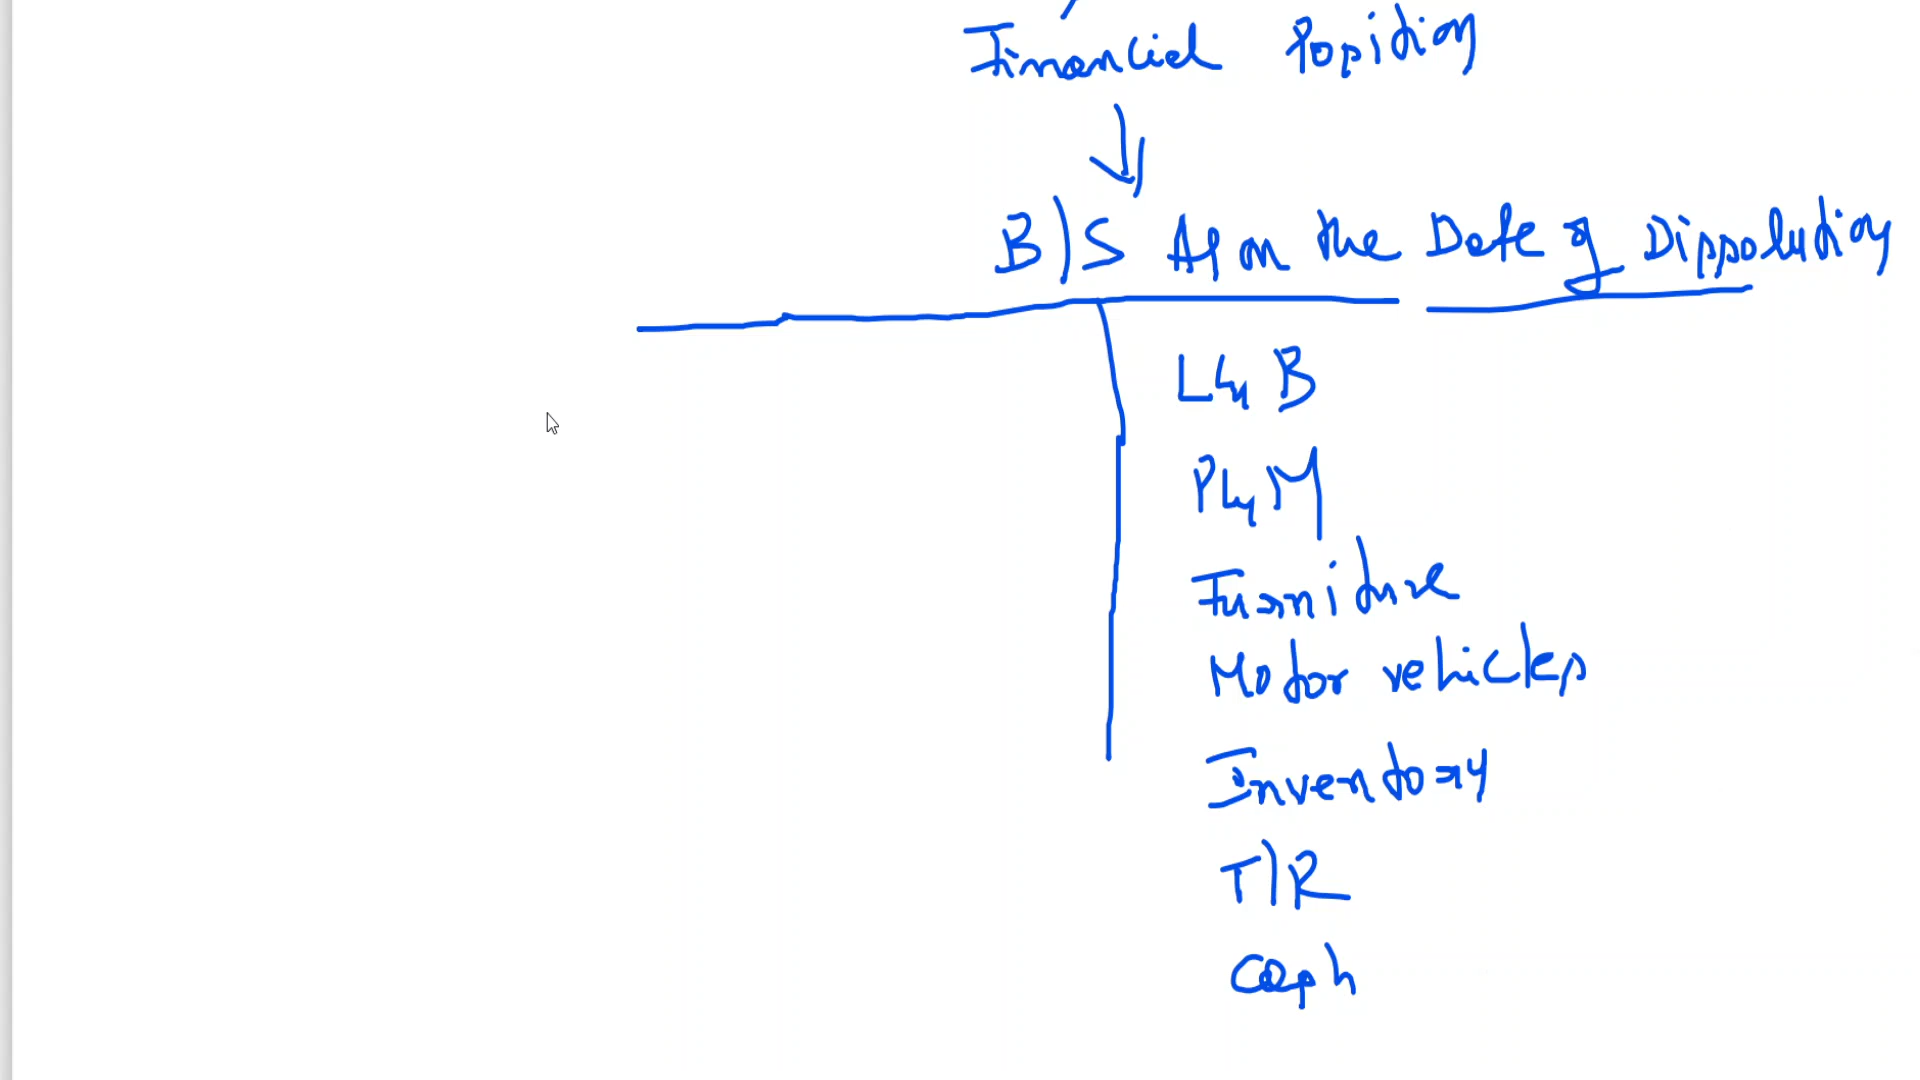 Financial Position
B/S As on the Date of Dissolution
L & B
P & M
Furniture
Motor vehicles
Inventory
T/R
Cash